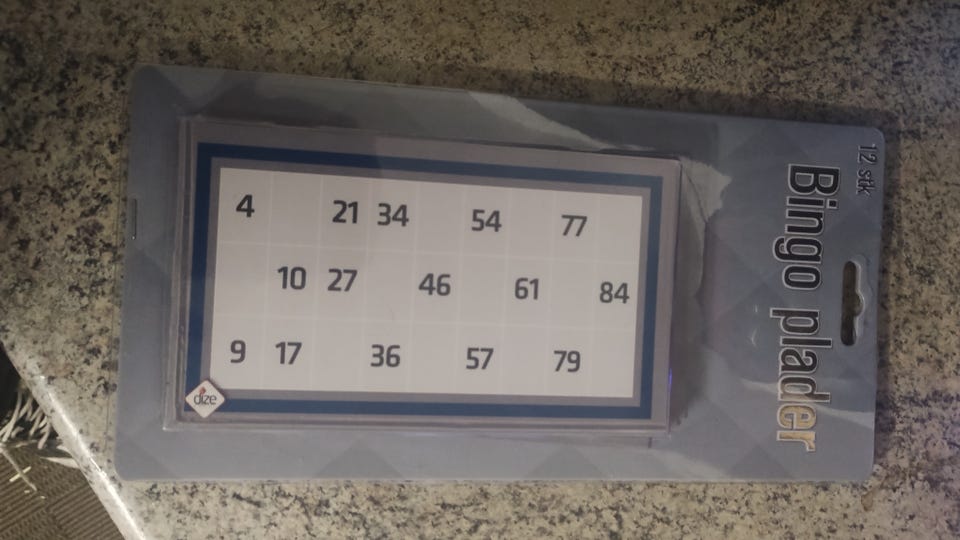 12 stk
Bingo plader
4 21 34 54 77
10 27 46 61 84
9 17 36 57 79
dize